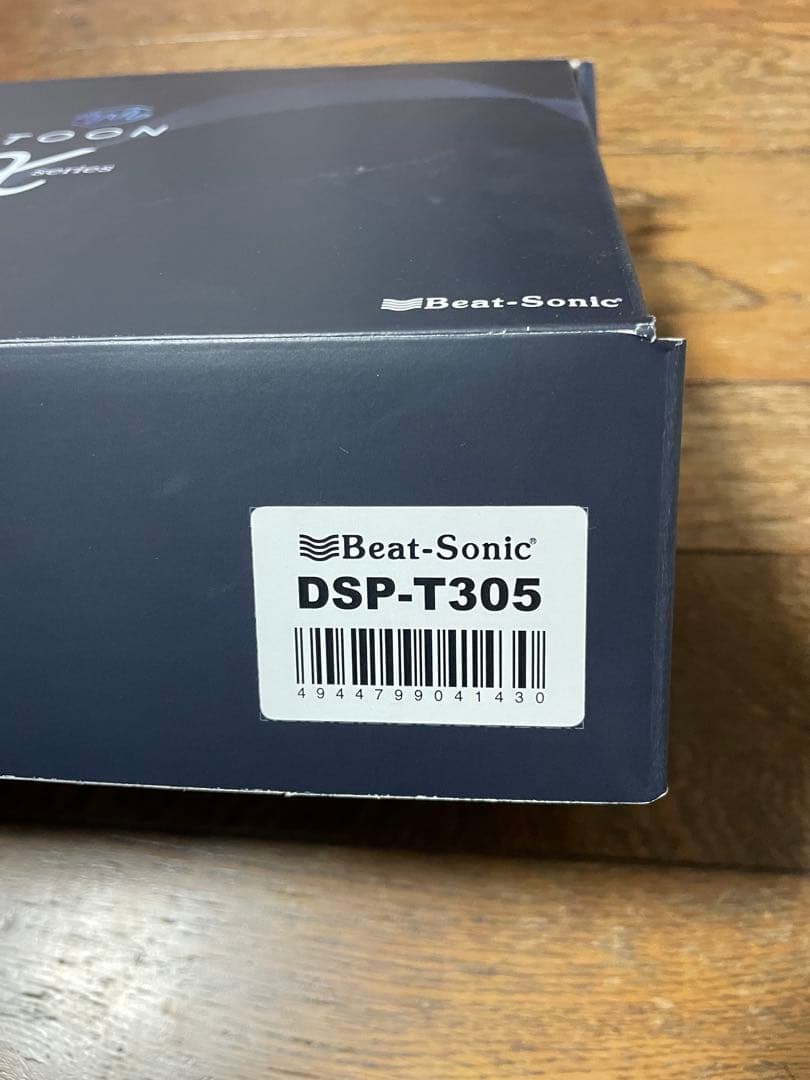 TOON
series
Beat-Sonic
Beat-Sonic®
DSP-T305
4944799041430